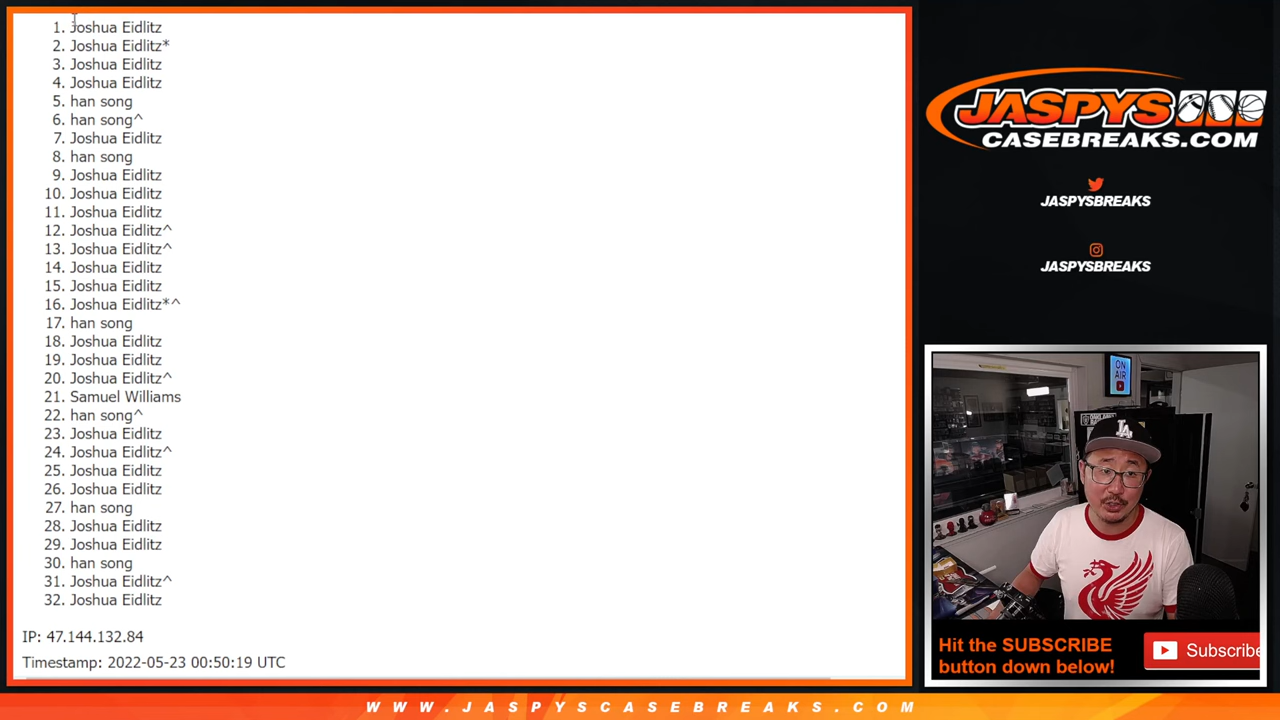 1. Joshua Eidlitz
2. Joshua Eidlitz*
3. Joshua Eidlitz
4. Joshua Eidlitz
5. han song
6. han song^
7. Joshua Eidlitz
8. han song
9. Joshua Eidlitz
10. Joshua Eidlitz
11. Joshua Eidlitz
12. Joshua Eidlitz^
13. Joshua Eidlitz^
14. Joshua Eidlitz
15. Joshua Eidlitz
16. Joshua Eidlitz*^
17. han song
18. Joshua Eidlitz
19. Joshua Eidlitz
20. Joshua Eidlitz^
21. Samuel Williams
22. han song^
23. Joshua Eidlitz
24. Joshua Eidlitz^
25. Joshua Eidlitz
26. Joshua Eidlitz
27. han song
28. Joshua Eidlitz
29. Joshua Eidlitz
30. han song
31. Joshua Eidlitz^
32. Joshua Eidlitz
IP: 47.144.132.84
Timestamp: 2022-05-23 00:50:19 UTC
JASPYS
CASEBREAKS.COM
JASPYSBREAKS
JASPYSBREAKS
ON
AIR
LA
Hit the SUBSCRIBE
button down below!
Subscribe
WWW.JASPYSCASEBREAKS.COM